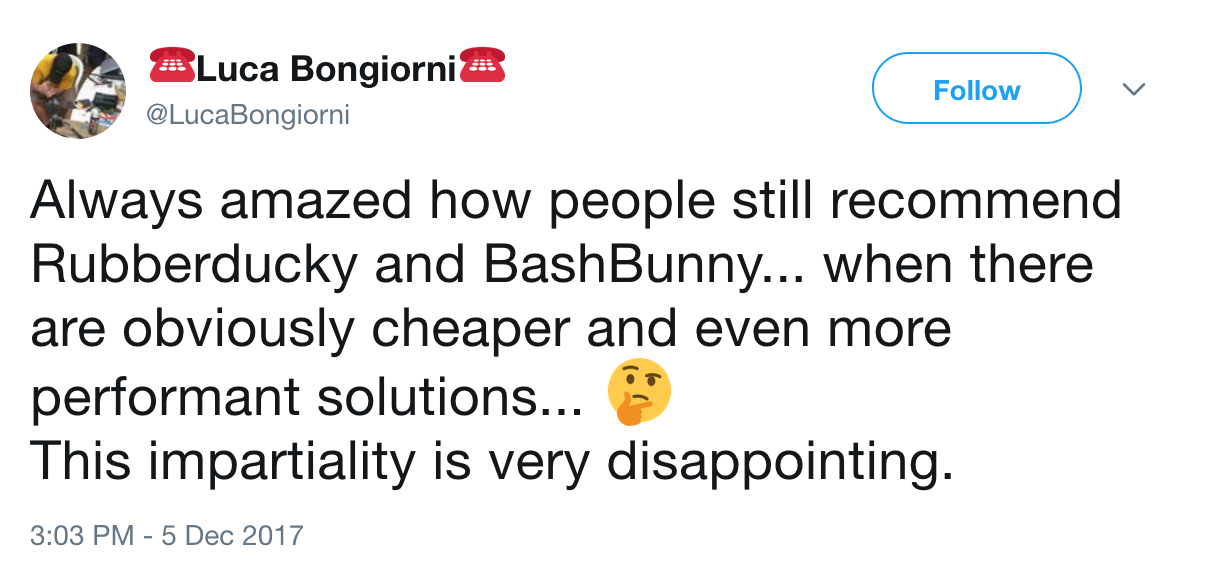 ☎️Luca Bongiorni☎️
@LucaBongiorni
Follow
Always amazed how people still recommend
Rubberducky and BashBunny... when there
are obviously cheaper and even more
performant solutions... 🤔
This impartiality is very disappointing.
3:03 PM - 5 Dec 2017